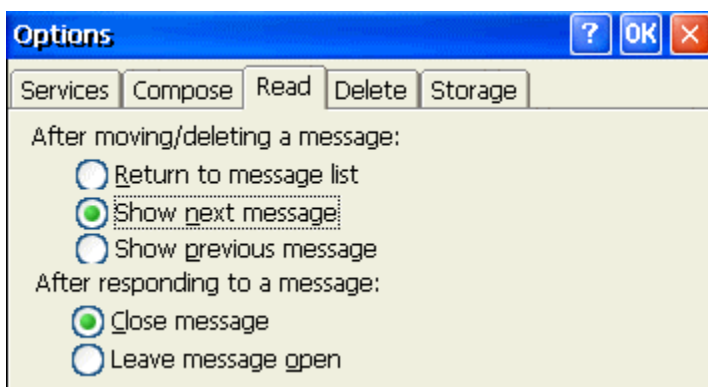 Options ? OK ×
Services Compose Read Delete Storage
After moving/deleting a message:
Return to message list
Show next message
Show previous message
After responding to a message:
Close message
Leave message open